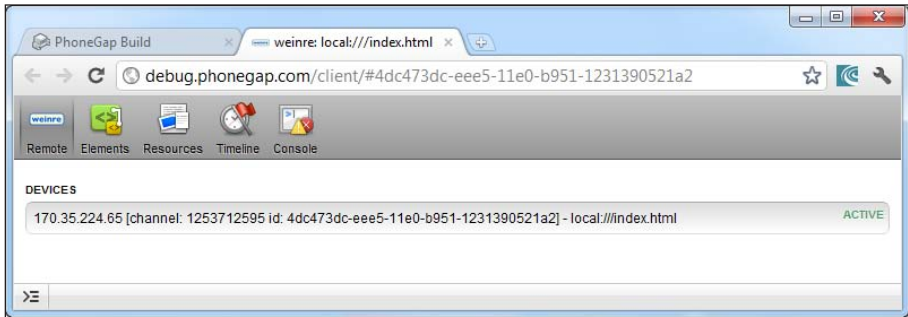 PhoneGap Build
weinre: local:///index.html
debug.phonegap.com/client/#4dc473dc-eee5-11e0-b951-1231390521a2
weinre
Remote Elements Resources Timeline Console
DEVICES
170.35.224.65 [channel: 1253712595 id: 4dc473dc-eee5-11e0-b951-1231390521a2] - local:///index.html ACTIVE